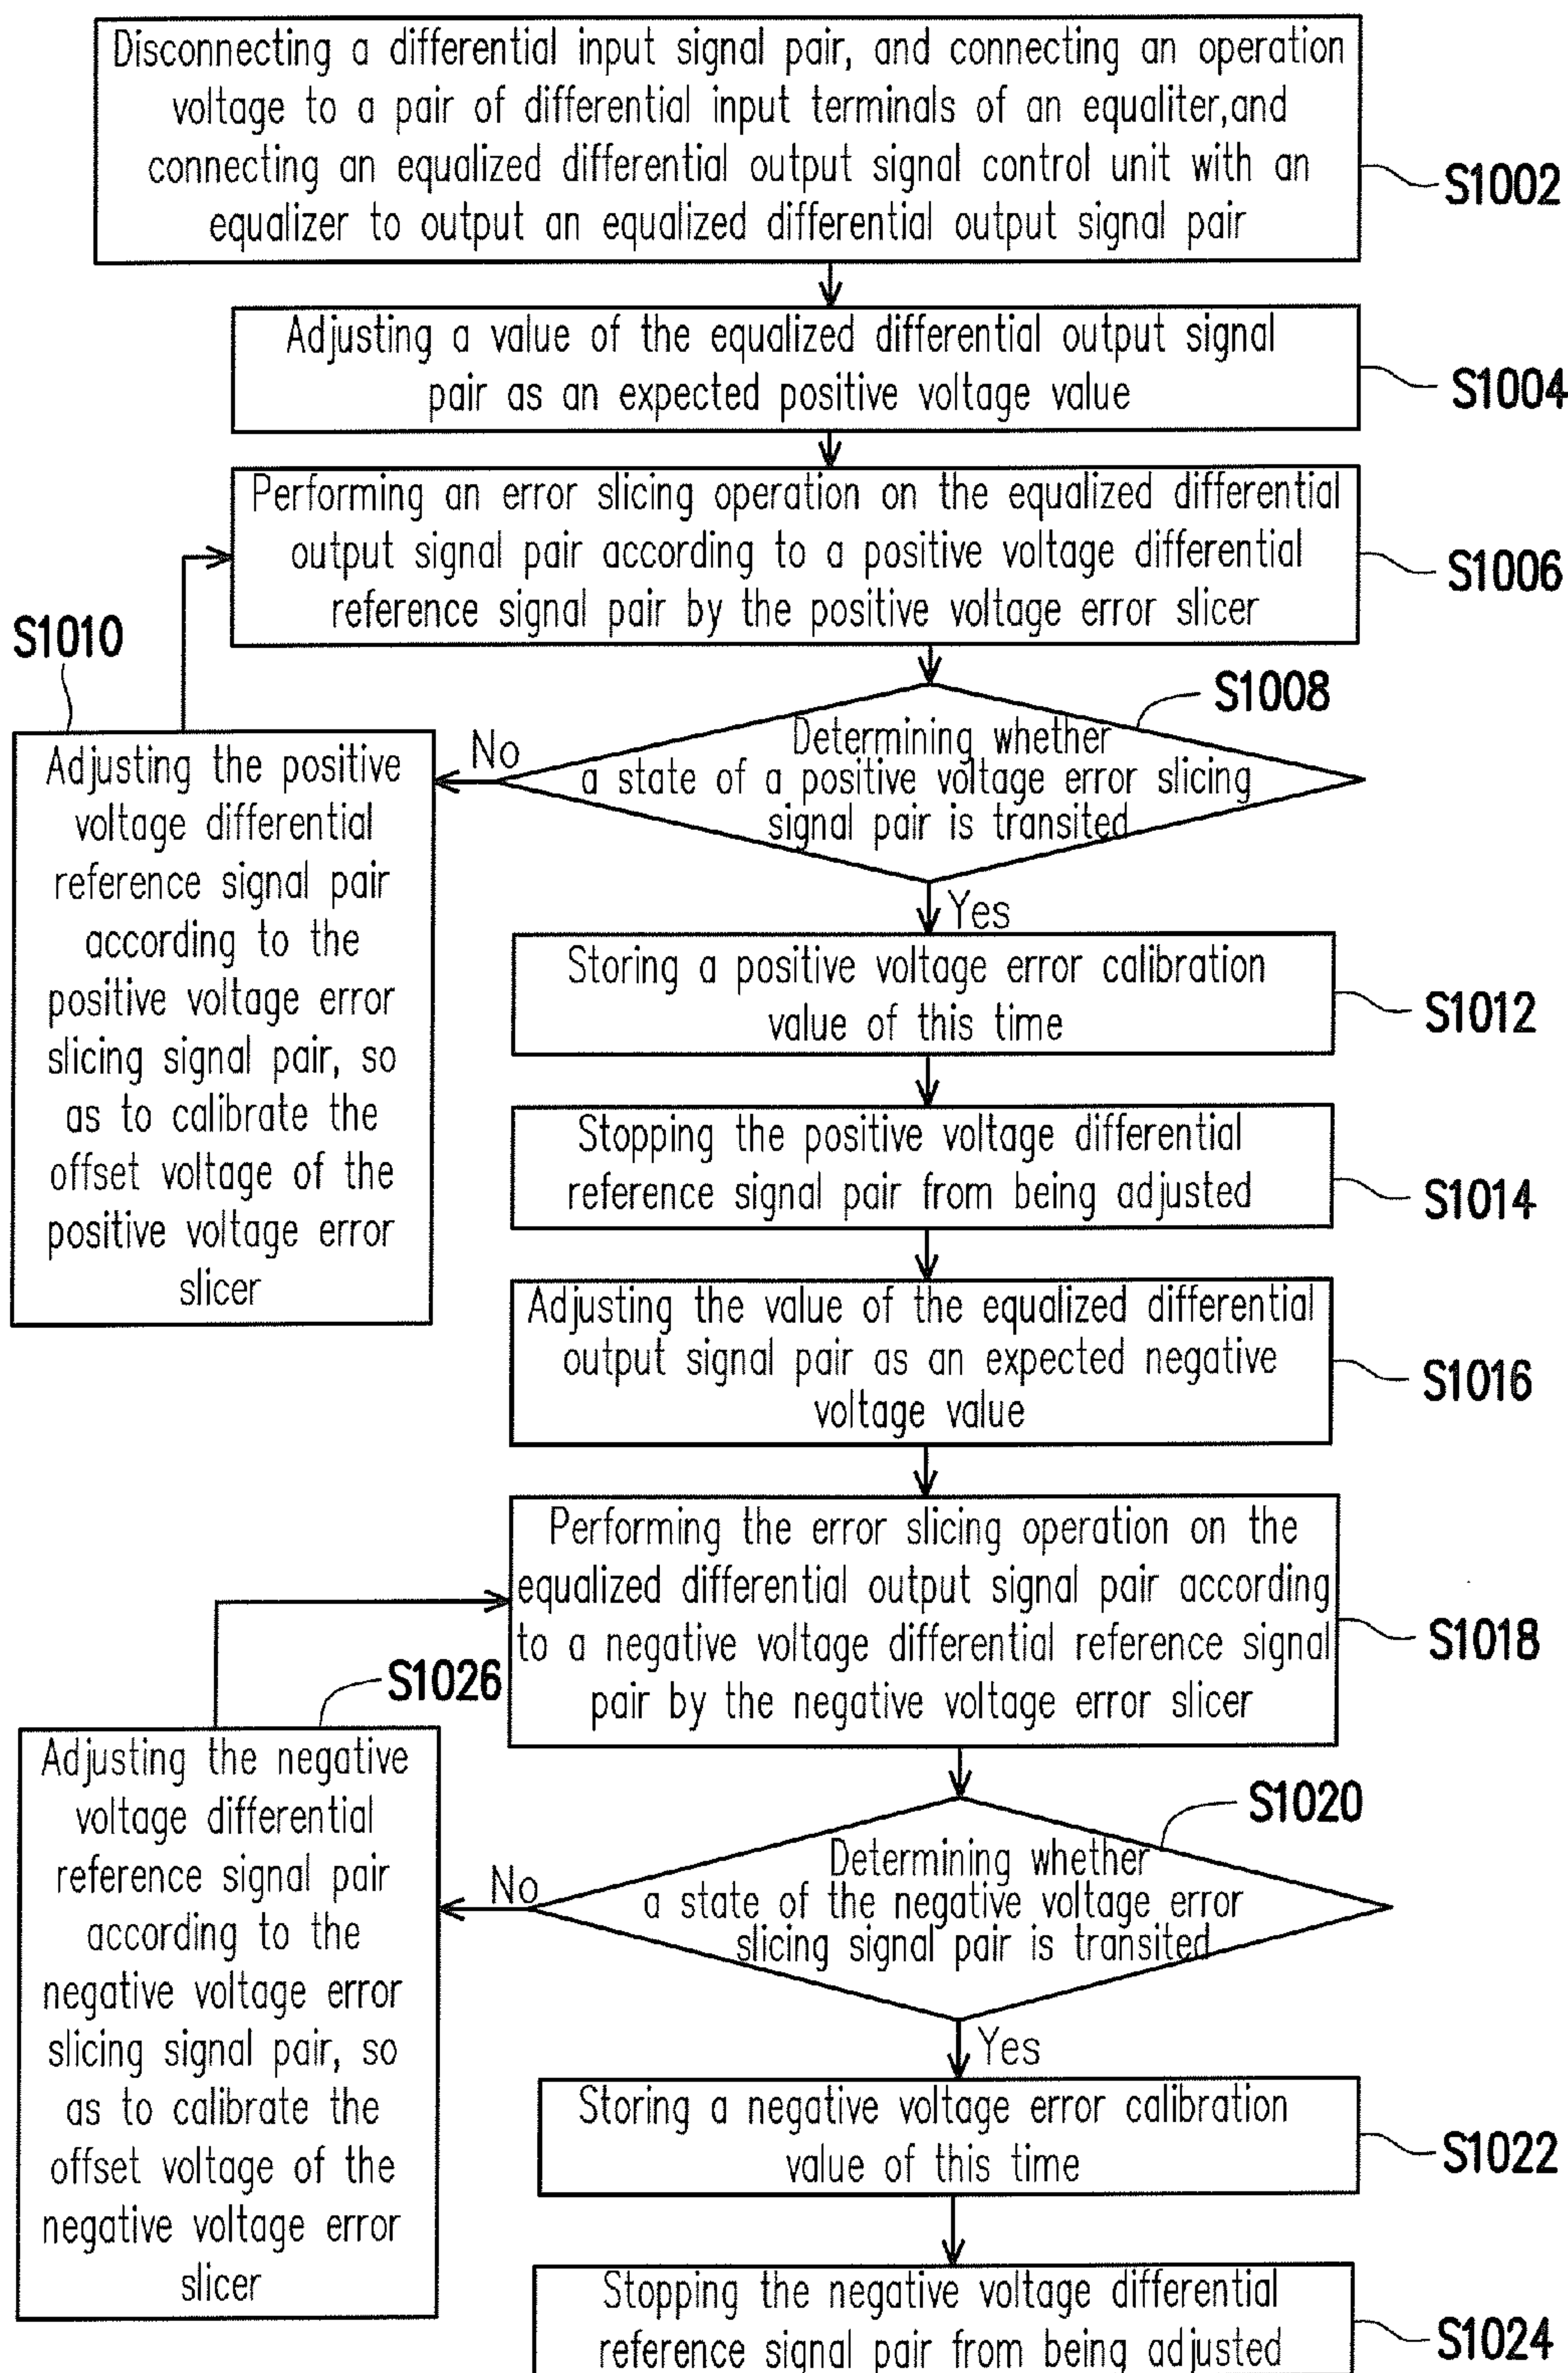 Disconnecting a differential input signal pair, and connecting an operation
voltage to a pair of differential input terminals of an equaliter,and
connecting an equalized differential output signal control unit with an
equalizer to output an equalized differential output signal pair
S1002
Adjusting a value of the equalized differential output signal
pair as an expected positive voltage value
S1004
Performing an error slicing operation on the equalized differential
output signal pair according to a positive voltage differential
reference signal pair by the positive voltage error slicer
S1006
S1008
Determining whether
a state of a positive voltage error slicing
signal pair is transited
No
S1010
Adjusting the positive
voltage differential
reference signal pair
according to the
positive voltage error
slicing signal pair, so
as to calibrate the
offset voltage of the
positive voltage error
slicer
Yes
Storing a positive voltage error calibration
value of this time
S1012
Stopping the positive voltage differential
reference signal pair from being adjusted
S1014
Adjusting the value of the equalized differential
output signal pair as an expected negative
voltage value
S1016
Performing the error slicing operation on the
equalized differential output signal pair according
to a negative voltage differential reference signal
pair by the negative voltage error slicer
S1018
S1020
Determining whether
a state of the negative voltage error
slicing signal pair is transited
No
S1026
Adjusting the negative
voltage differential
reference signal pair
according to the
negative voltage error
slicing signal pair, so
as to calibrate the
offset voltage of the
negative voltage error
slicer
Yes
Storing a negative voltage error calibration
value of this time
S1022
Stopping the negative voltage differential
reference signal pair from being adjusted
S1024